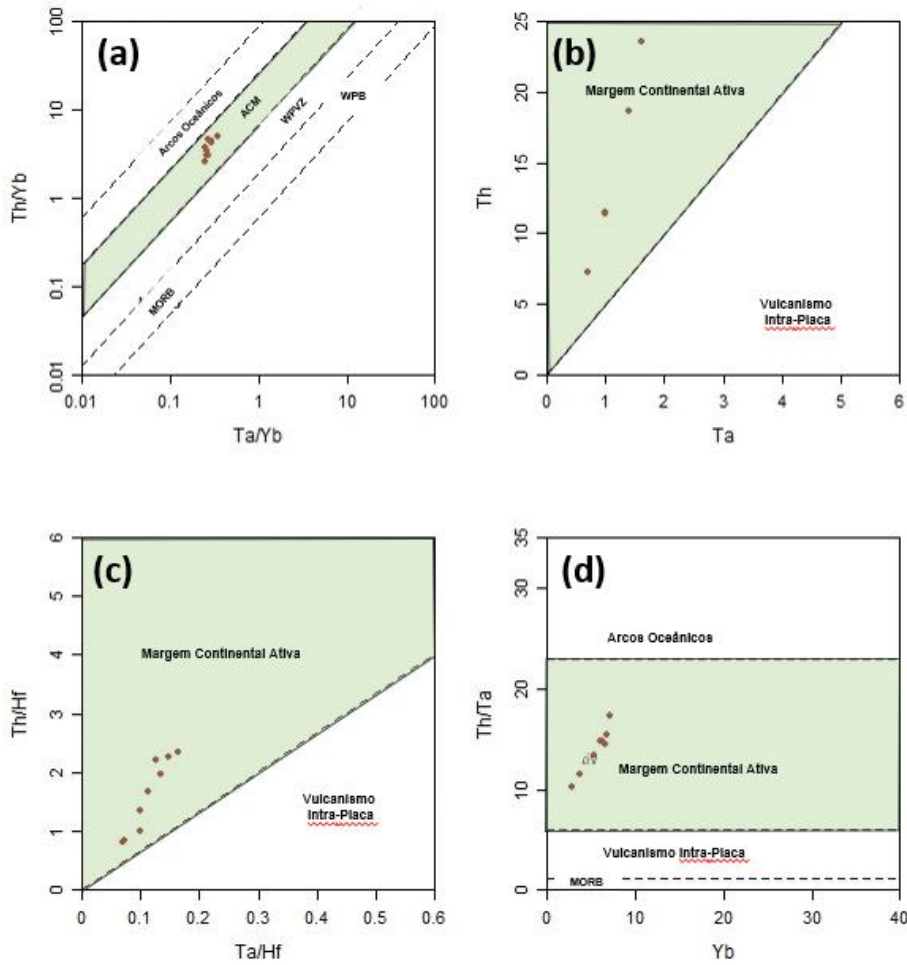 (a)
100
10
1
0.1
0.01
Th/Yb
Arcos Oceânicos
ACM
WPVZ
WPB
MORB
0.01
0.1
1
10
100
Ta/Yb
(b)
25
20
15
10
5
0
Th
Margem Continental Ativa
Vulcanismo
Intra-Placa
0
1
2
3
4
5
6
Ta
(c)
6
5
4
3
2
1
0
Th/Hf
Margem Continental Ativa
Vulcanismo
Intra-Placa
0
0.1
0.2
0.3
0.4
0.5
0.6
Ta/Hf
(d)
35
30
20
10
0
Th/Ta
Arcos Oceânicos
Margem Continental Ativa
Vulcanismo Intra-Placa
MORB
0
10
20
30
40
Yb